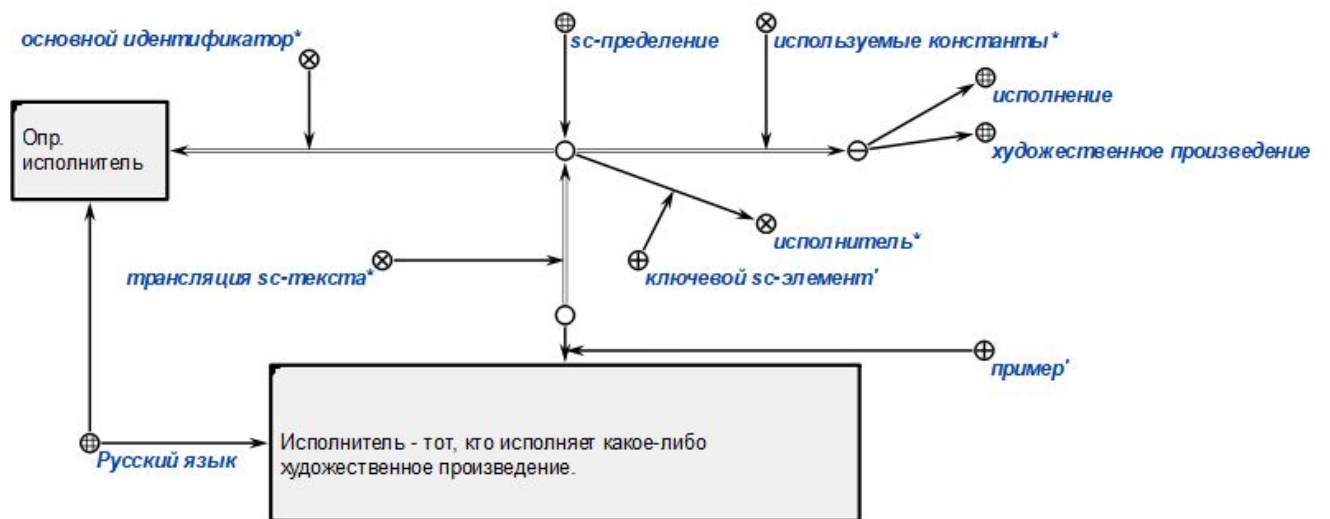 основной идентификатор*
sc-пределение
используемые константы*
исполнение
Опр.
исполнитель
художественное произведение
исполнитель*
трансляция sc-текста*
ключевой sc-элемент'
пример'
Исполнитель - тот, кто исполняет какое-либо
художественное произведение.
Русский язык